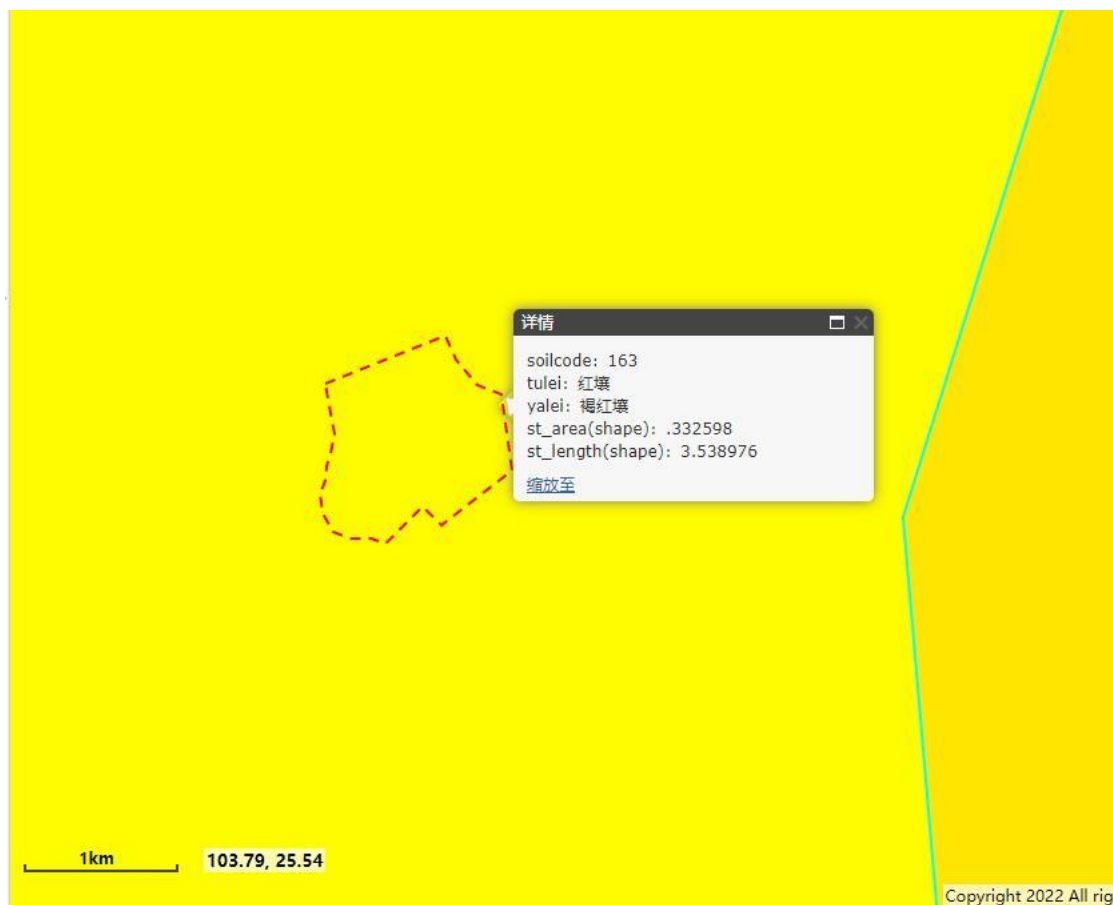 详情
soilcode: 163
tulei: 红壤
yalei: 褐红壤
st_area(shape): .332598
st_length(shape): 3.538976
缩放至
1km
103.79, 25.54
Copyright 2022 All rig